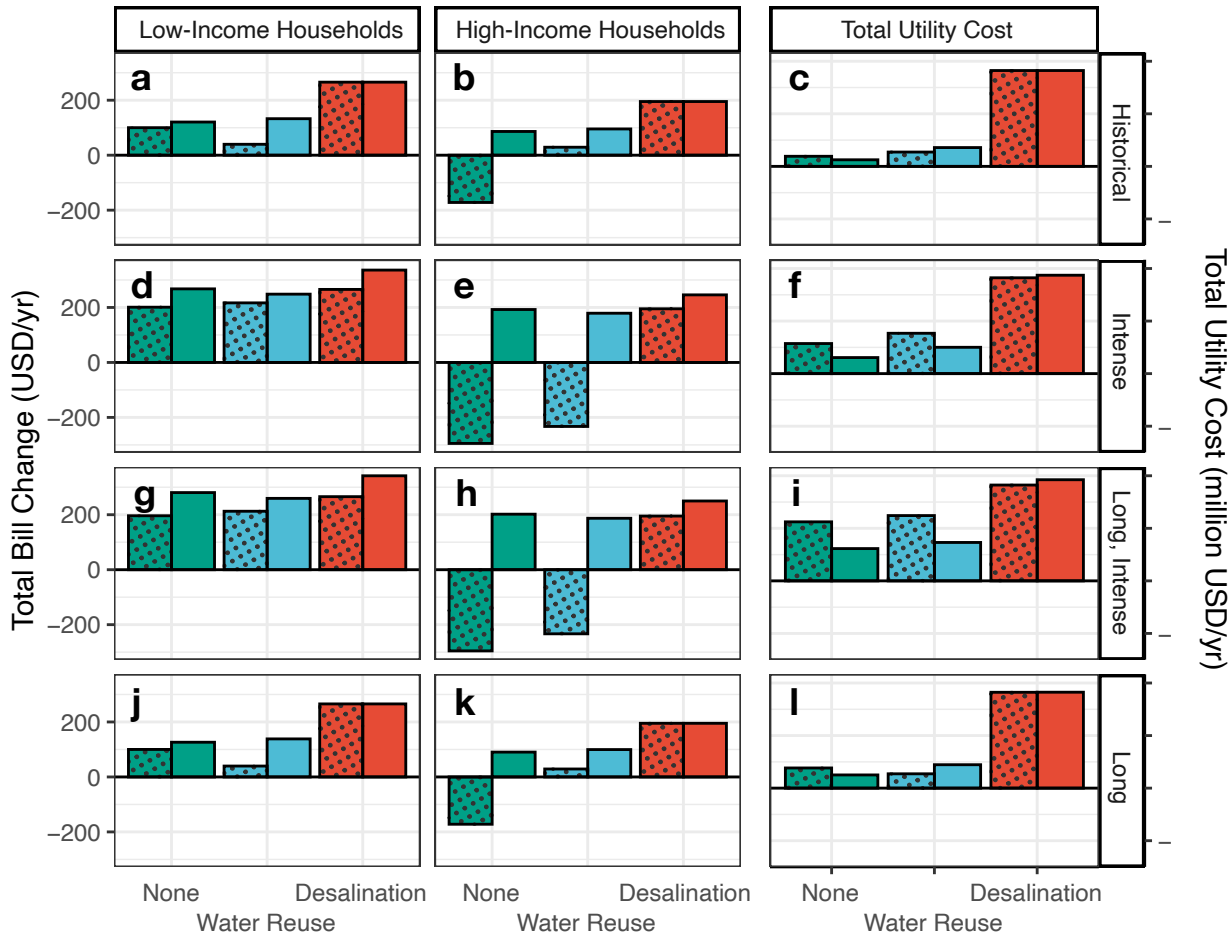 Low-Income Households
High-Income Households
Total Utility Cost
a
b
c
200
0
−200
Historical
d
e
f
200
0
−200
Intense
g
h
i
200
0
−200
Long, Intense
j
k
l
200
0
−200
Long
Total Bill Change (USD/yr)
Total Utility Cost (million USD/yr)
None
Desalination
Water Reuse
None
Desalination
Water Reuse
None
Desalination
Water Reuse